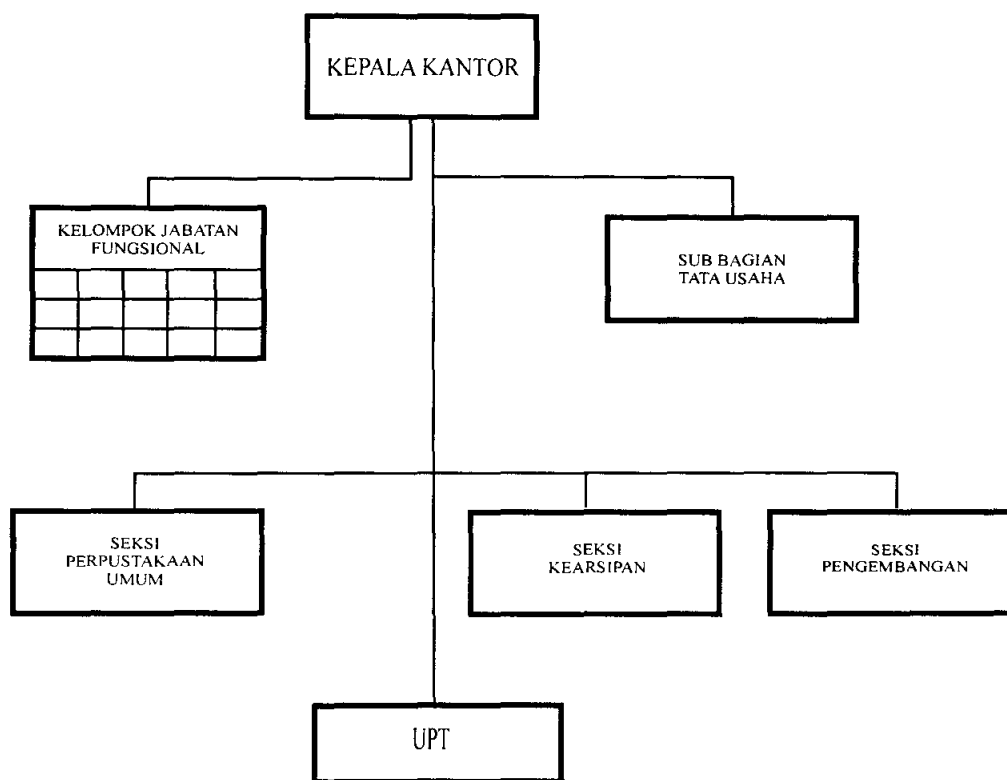 KEPALA KANTOR
KELOMPOK JABATAN
FUNGSIONAL
SUB BAGIAN
TATA USAHA
SEKSI
PERPUSTAKAAN
UMUM
SEKSI
KEARSIPAN
SEKSI
PENGEMBANGAN
UPT